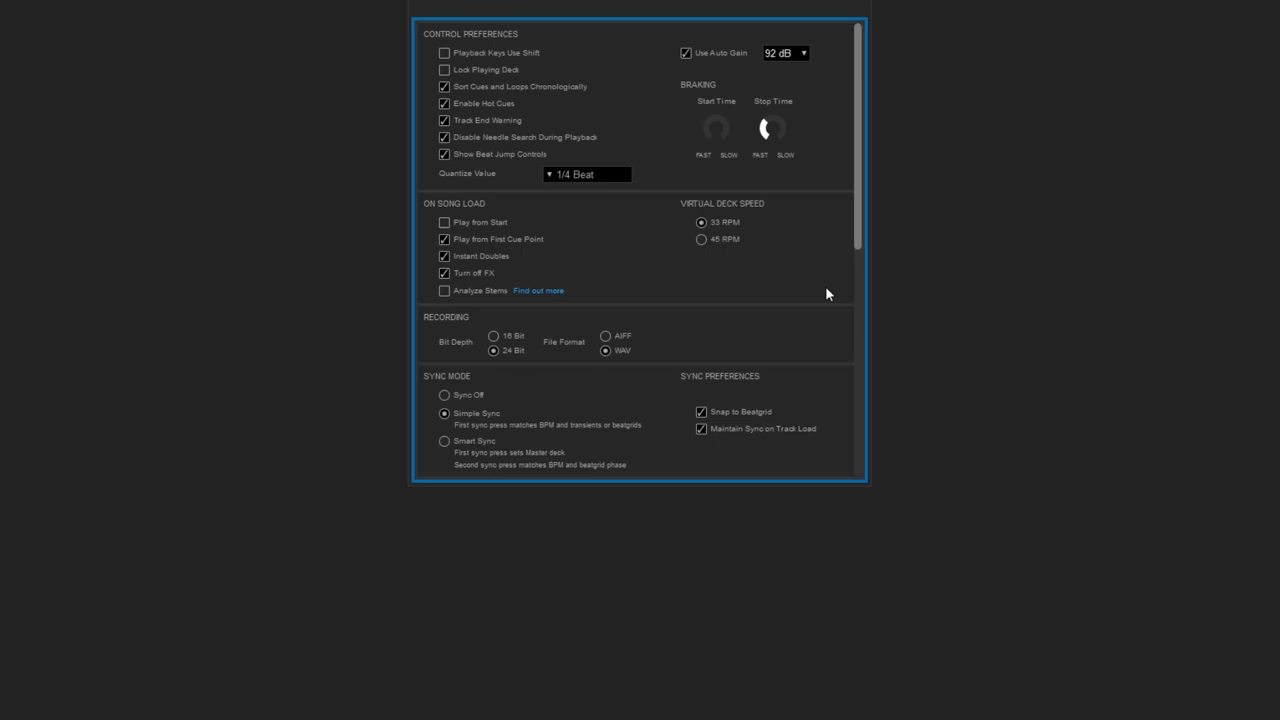 CONTROL PREFERENCES
Playback Keys Use Shift
Lock Playing Deck
Sort Cues and Loops Chronologically
Enable Hot Cues
Track End Warning
Disable Needle Search During Playback
Show Beat Jump Controls
Quantize Value 1/4 Beat
Use Auto Gain 92 dB
BRAKING
Start Time Stop Time
FAST SLOW FAST SLOW
ON SONG LOAD
Play from Start
Play from First Cue Point
Instant Doubles
Turn off FX
Analyze Stems Find out more
VIRTUAL DECK SPEED
33 RPM
45 RPM
RECORDING
Bit Depth
16 Bit
24 Bit
File Format
AIFF
WAV
SYNC MODE
Sync Off
Simple Sync
First sync press matches BPM and transients or beatgrids
Smart Sync
First sync press sets Master deck
Second sync press matches BPM and beatgrid phase
SYNC PREFERENCES
Snap to Beatgrid
Maintain Sync on Track Load